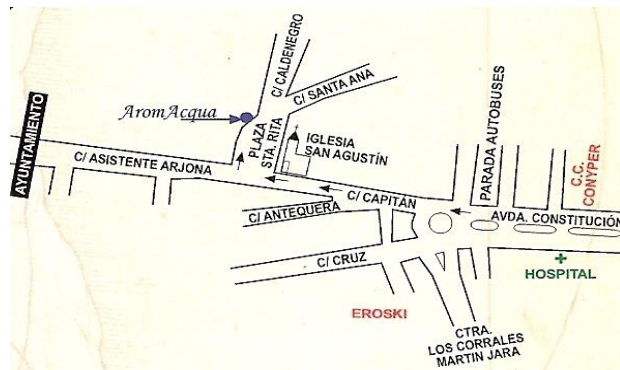 C/ CALDENEGRO
C/ SANTA ANA
AromAcqua
AYUNTAMIENTO
PLAZA
STA. RITA
IGLESIA
SAN AGUSTÍN
PARADA AUTOBUSES
C.C.
CONYPER
C/ ASISTENTE ARJONA
C/ CAPITÁN
C/ ANTEQUERA
AVDA. CONSTITUCIÓN
C/ CRUZ
HOSPITAL
EROSKI
CTRA.
LOS CORRALES
MARTIN JARA